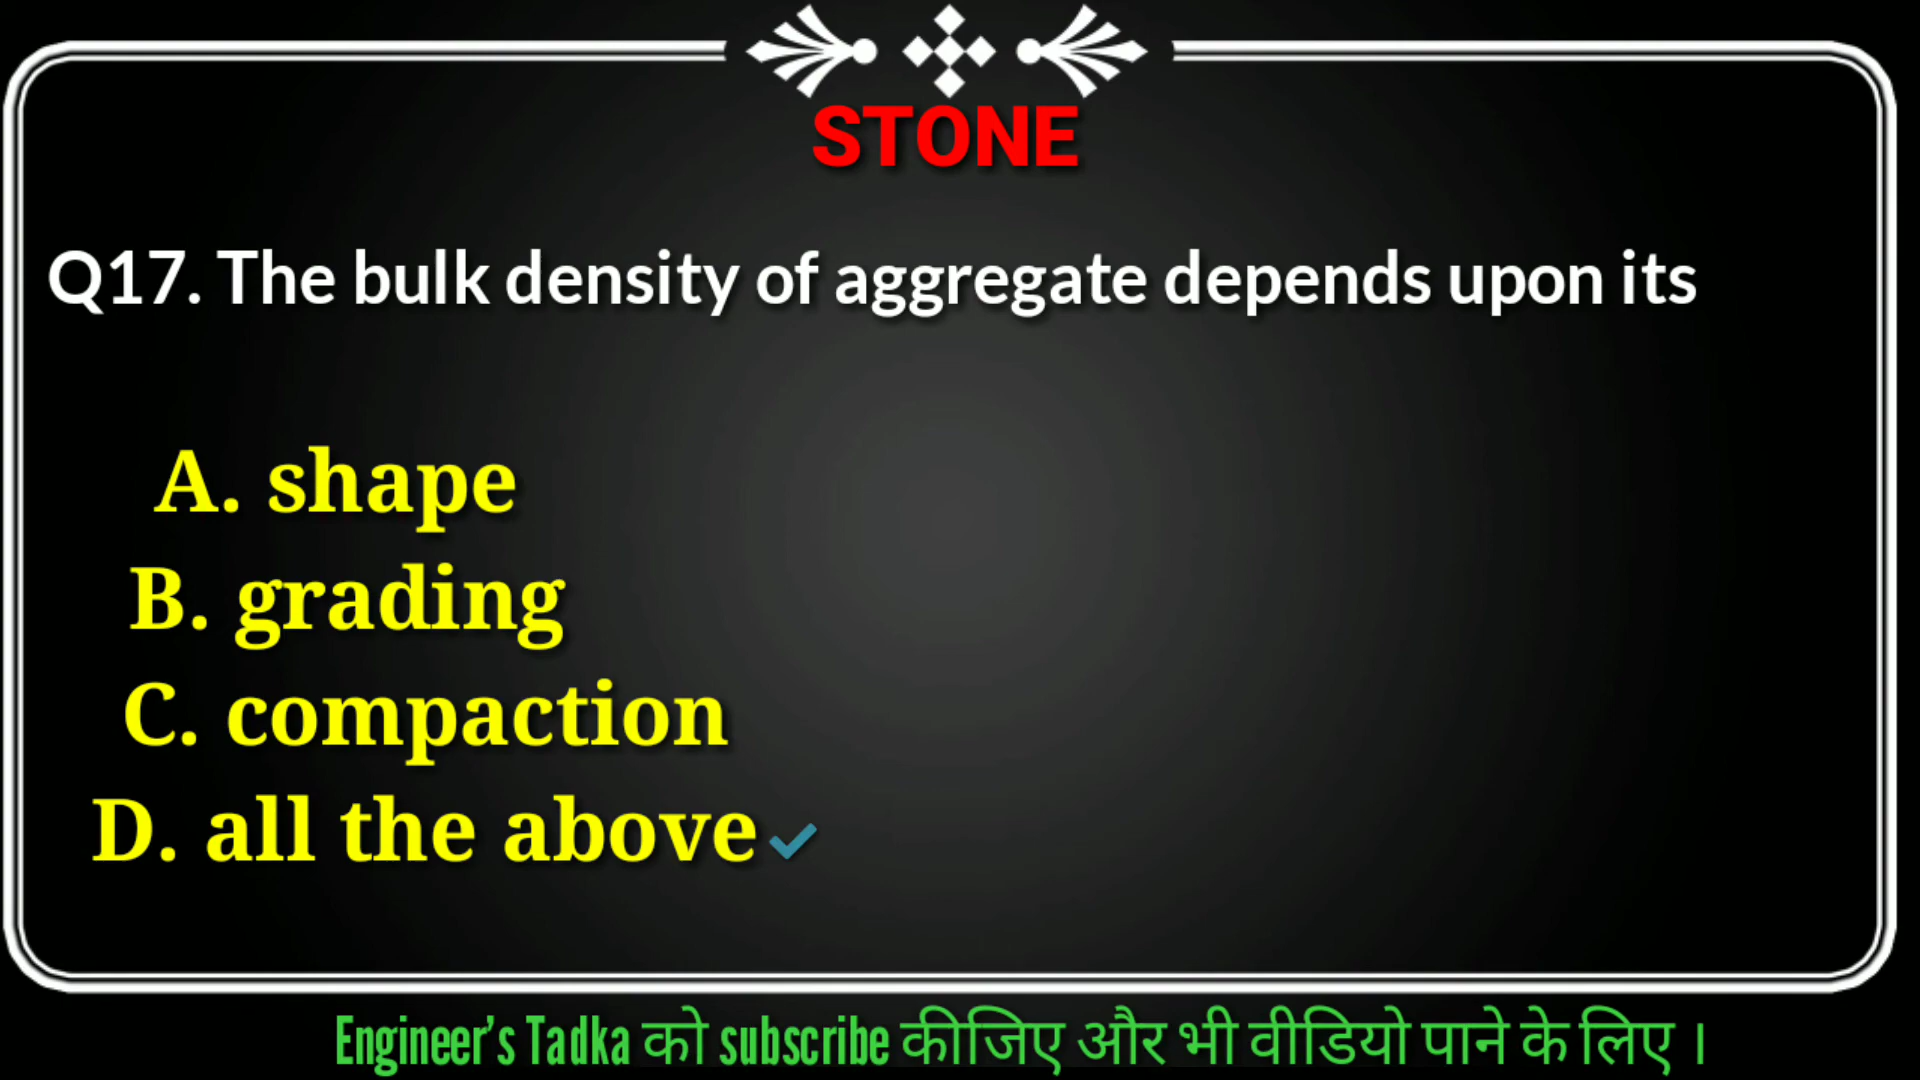 STONE
Q17. The bulk density of aggregate depends upon its
A. shape
B. grading
C. compaction
D. all the above✓
Engineer's Tadka को subscribe कीजिए और भी वीडियो पाने के लिए ।